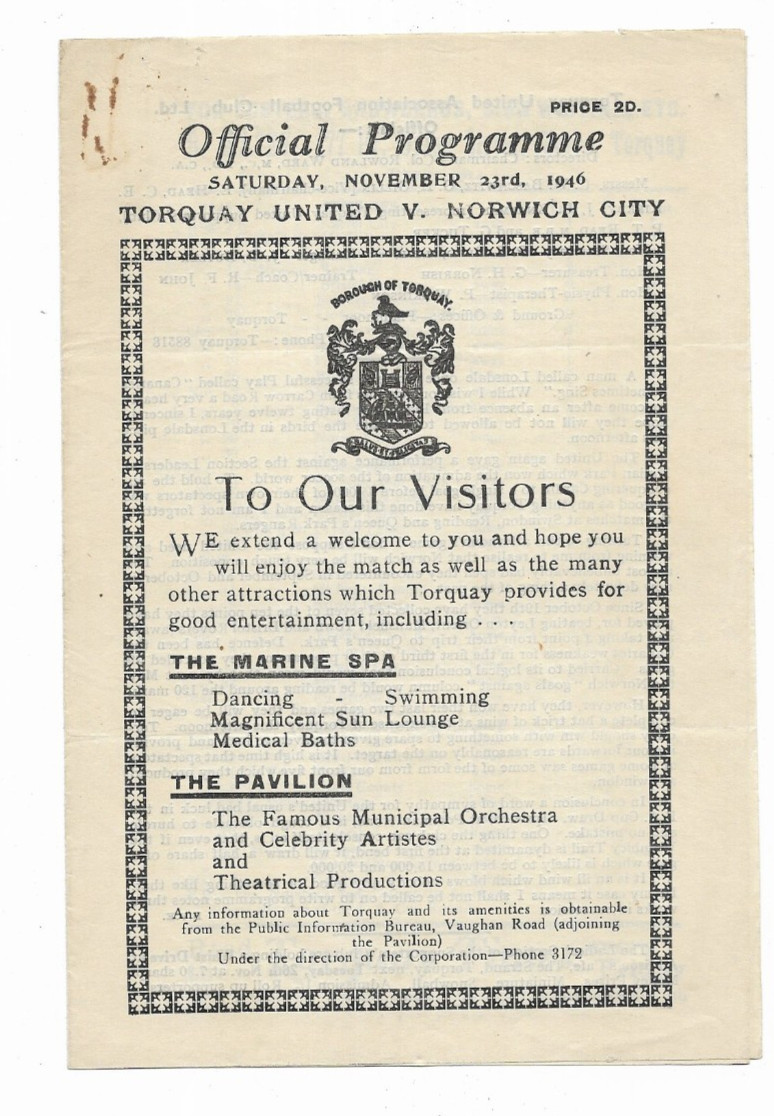 PRICE 2D.
Official Programme
SATURDAY, NOVEMBER 23rd, 1946
TORQUAY UNITED V. NORWICH CITY
BOROUGH OF TORQUAY.
To Our Visitors
WE extend a welcome to you and hope you
will enjoy the match as well as the many
other attractions which Torquay provides for
good entertainment, including . . .
THE MARINE SPA
Dancing - Swimming
Magnificent Sun Lounge
Medical Baths
THE PAVILION
The Famous Municipal Orchestra
and Celebrity Artistes
and
Theatrical Productions
Any information about Torquay and its amenities is obtainable
from the Public Information Bureau, Vaughan Road (adjoining
the Pavilion)
Under the direction of the Corporation—Phone 3172